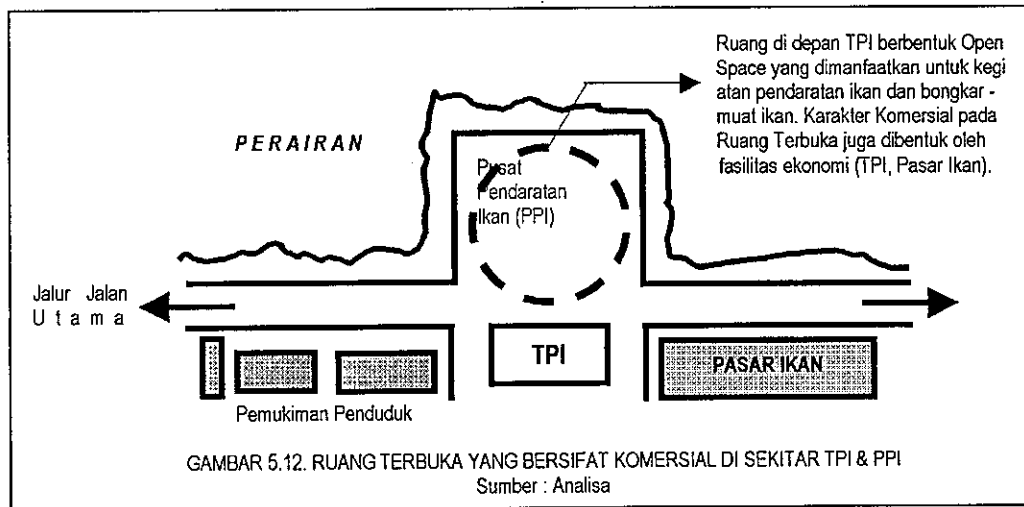 Ruang di depan TPI berbentuk Open
Space yang dimanfaatkan untuk kegi
atan pendaratan ikan dan bongkar -
muat ikan. Karakter Komersial pada
Ruang Terbuka juga dibentuk oleh
fasilitas ekonomi (TPI, Pasar Ikan).
PERAIRAN
Pusat
Pendaratan
Ikan (PPI)
Jalur Jalan
Utama
TPI
PASAR IKAN
Pemukiman Penduduk
GAMBAR 5.12. RUANG TERBUKA YANG BERSIFAT KOMERSIAL DI SEKITAR TPI & PPI
Sumber : Analisa